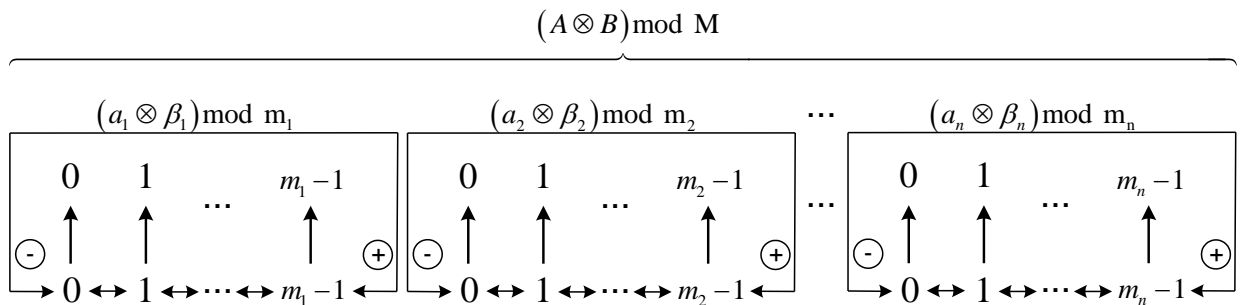 (A ⊗ B) mod M
(a₁ ⊗ β₁) mod m₁ (a₂ ⊗ β₂) mod m₂ ... (aₙ ⊗ βₙ) mod mₙ
0 1 ... m₁ − 1 0 1 ... m₂ − 1 ... 0 1 ... mₙ − 1
- + - + - +
0 1 ... m₁ − 1 0 1 ... m₂ − 1 0 1 ... mₙ − 1